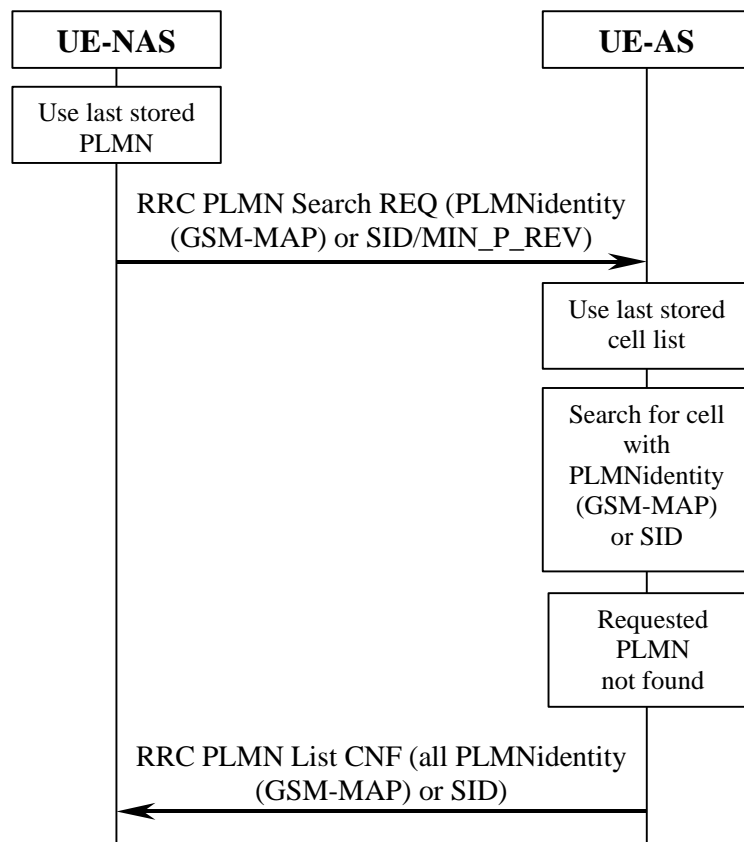 UE-NAS
UE-AS
Use last stored
PLMN
RRC PLMN Search REQ (PLMNidentity
(GSM-MAP) or SID/MIN_P_REV)
Use last stored
cell list
Search for cell
with
PLMNidentity
(GSM-MAP)
or SID
Requested
PLMN
not found
RRC PLMN List CNF (all PLMNidentity
(GSM-MAP) or SID)